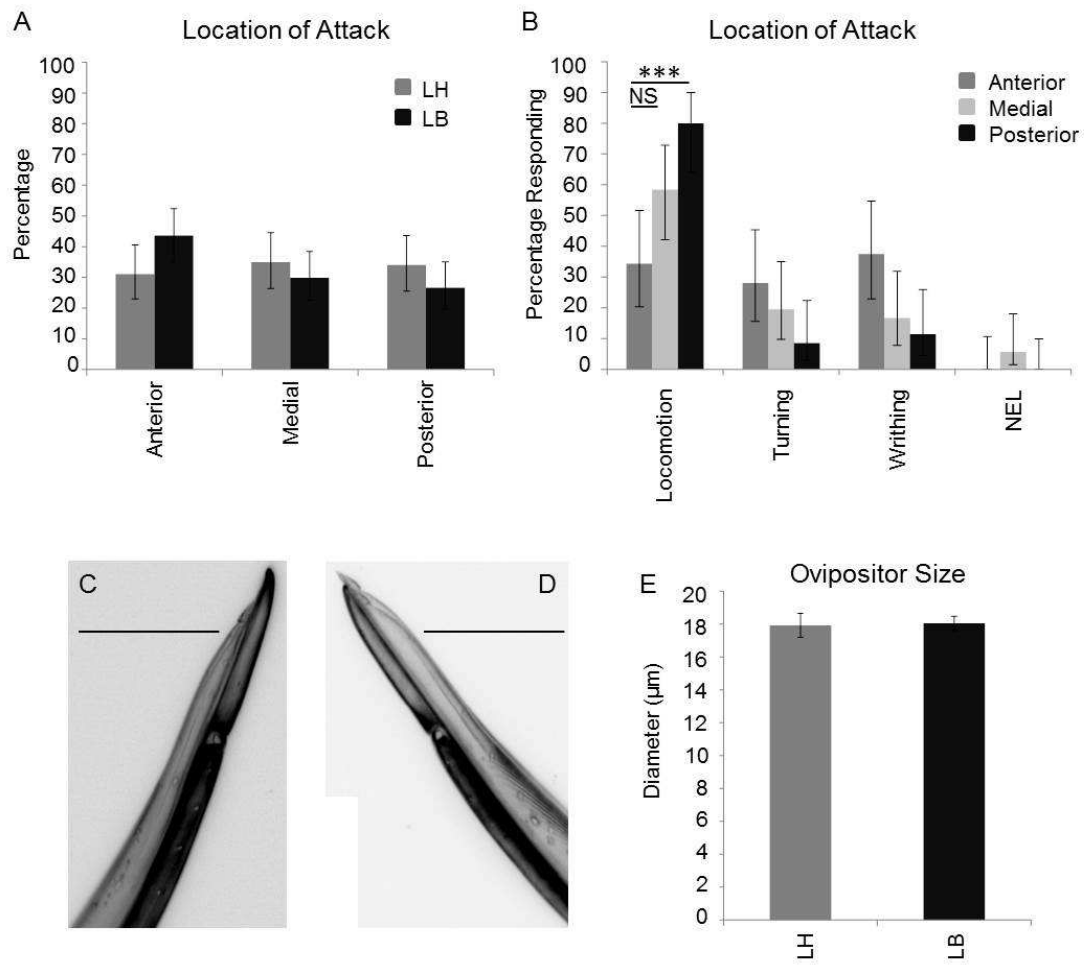 A
Location of Attack
Percentage
100
90
80
70
60
50
40
30
20
10
0
LH
LB
Anterior
Medial
Posterior
B
Location of Attack
Percentage Responding
100
90
80
70
60
50
40
30
20
10
0
***
NS
Anterior
Medial
Posterior
Locomotion
Turning
Writhing
NEL
C
D
E
Ovipositor Size
Diameter (µm)
20
18
16
14
12
10
8
6
4
2
0
LH
LB